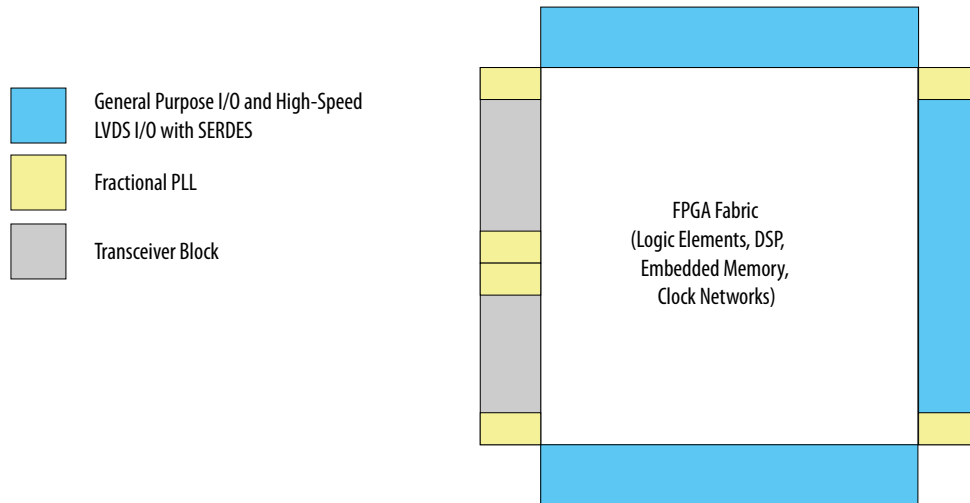 General Purpose I/O and High-Speed
LVDS I/O with SERDES
Fractional PLL
Transceiver Block
FPGA Fabric
(Logic Elements, DSP,
Embedded Memory,
Clock Networks)